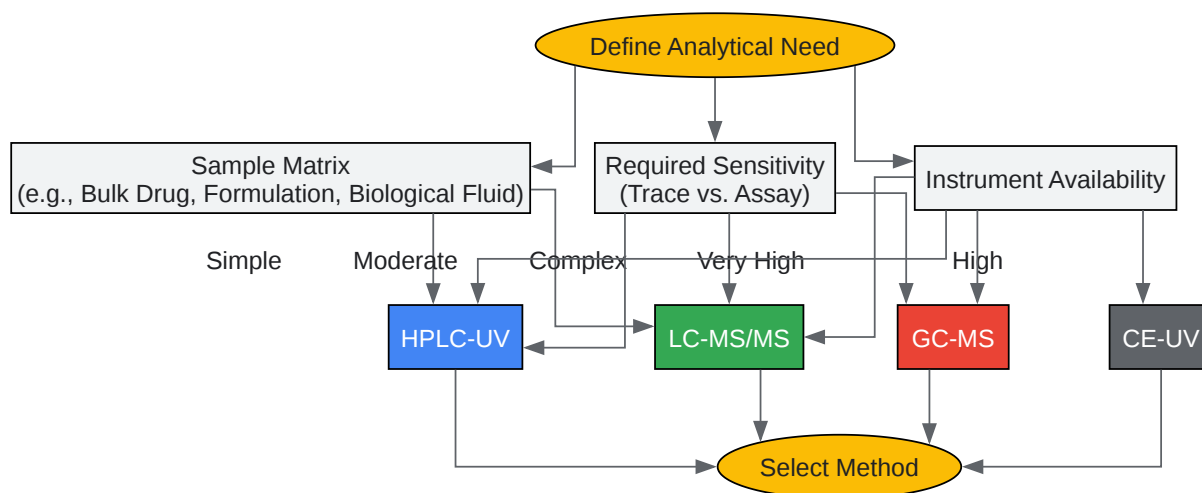 Define Analytical Need
Sample Matrix
(e.g., Bulk Drug, Formulation, Biological Fluid)
Required Sensitivity
(Trace vs. Assay)
Instrument Availability
Simple
Moderate
Complex
Very High
High
HPLC-UV
LC-MS/MS
GC-MS
CE-UV
Select Method